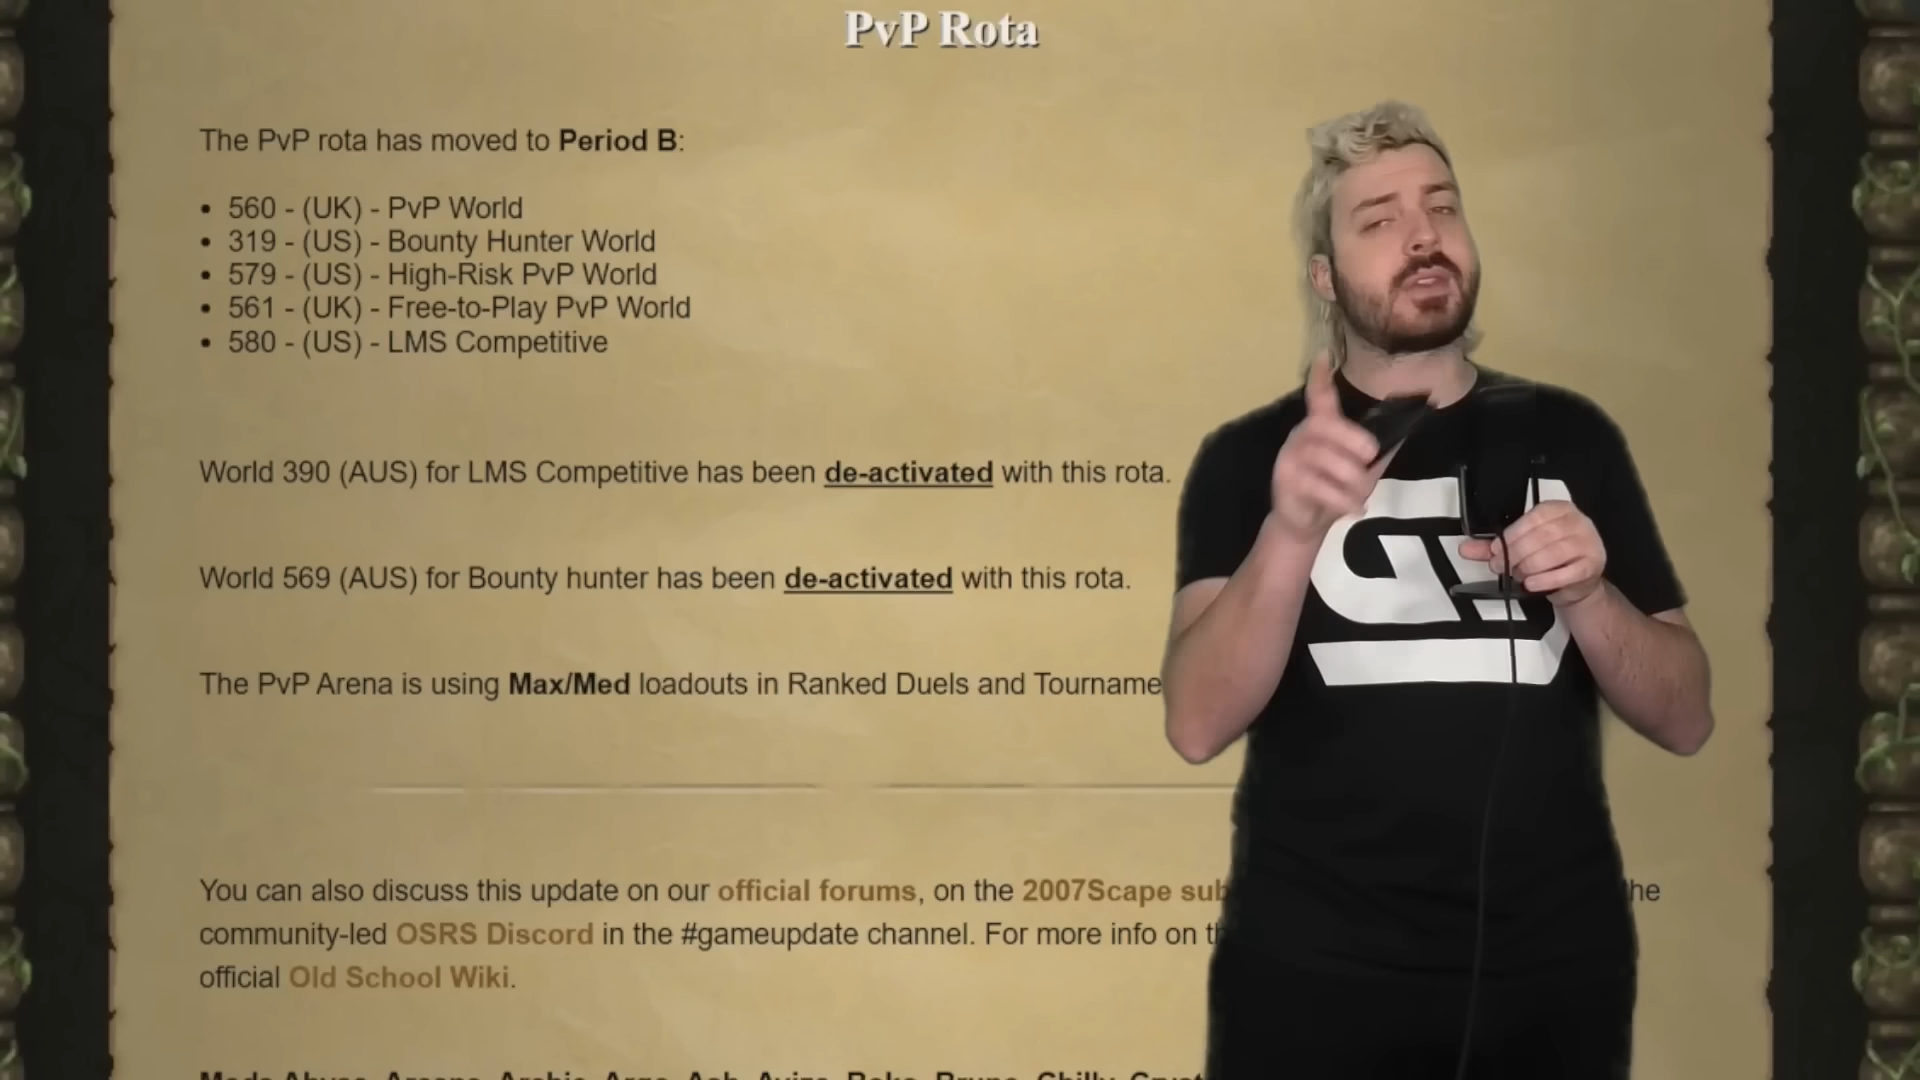 PvP Rota
The PvP rota has moved to Period B:
• 560 - (UK) - PvP World
• 319 - (US) - Bounty Hunter World
• 579 - (US) - High-Risk PvP World
• 561 - (UK) - Free-to-Play PvP World
• 580 - (US) - LMS Competitive
World 390 (AUS) for LMS Competitive has been de-activated with this rota.
World 569 (AUS) for Bounty hunter has been de-activated with this rota.
The PvP Arena is using Max/Med loadouts in Ranked Duels and Tourname
You can also discuss this update on our official forums, on the 2007Scape sub he
community-led OSRS Discord in the #gameupdate channel. For more info on th
official Old School Wiki.